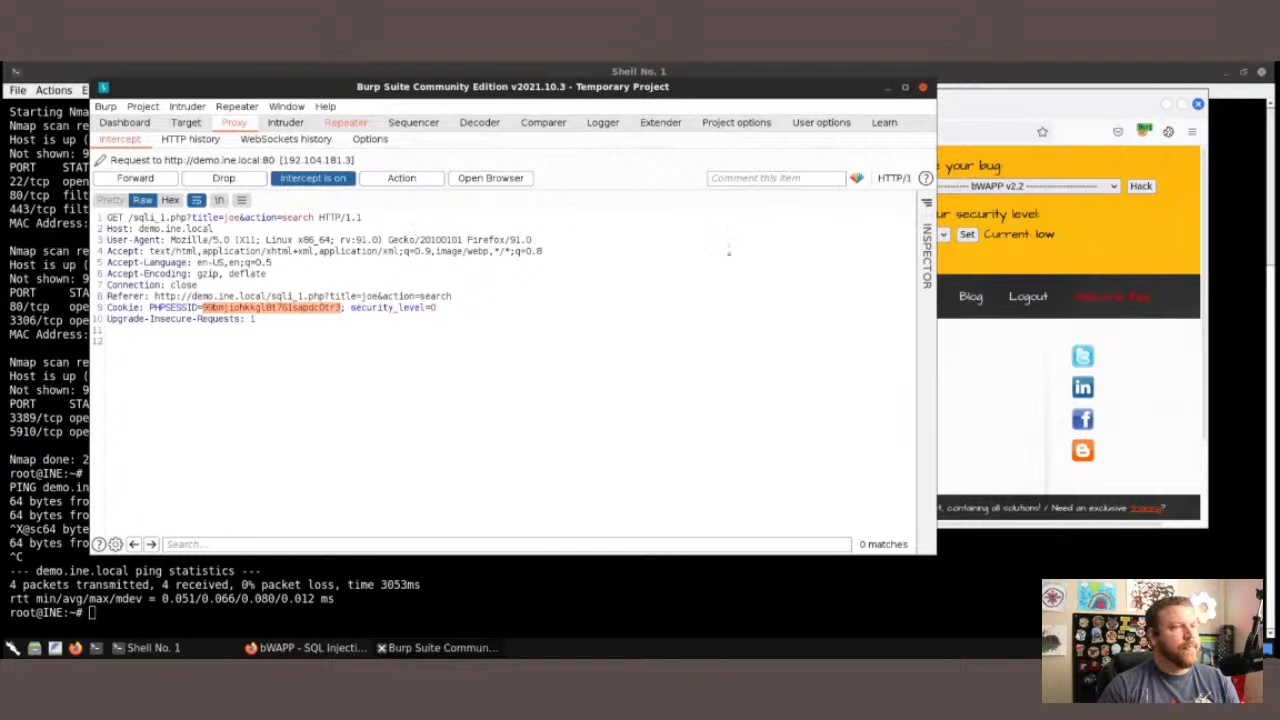 Shell No. 1
File Actions E
Burp Suite Community Edition v2021.10.3 - Temporary Project
Burp Project Intruder Repeater Window Help
Dashboard Target Proxy Intruder Repeater Sequencer Decoder Comparer Logger Extender Project options User options Learn
Intercept HTTP history WebSockets history Options
Request to http://demo.ine.local:80 [192.104.181.3]
Forward Drop Intercept is on Action Open Browser Comment this item HTTP/1 ?
Pretty Raw Hex \n
1 GET /sqli_1.php?title=joe&action=search HTTP/1.1
2 Host: demo.ine.local
3 User-Agent: Mozilla/5.0 (X11; Linux x86_64; rv:91.0) Gecko/20100101 Firefox/91.0
4 Accept: text/html,application/xhtml+xml,application/xml;q=0.9,image/webp,*/*;q=0.8
5 Accept-Language: en-US,en;q=0.5
6 Accept-Encoding: gzip, deflate
7 Connection: close
8 Referer: http://demo.ine.local/sqli_1.php?title=joe&action=search
9 Cookie: PHPSESSID=99bnjiohkkgl8t761sapdc0tr3; security_level=0
10 Upgrade-Insecure-Requests: 1
11
12
INSPECTOR
Search...
0 matches
Starting Nma
Nmap scan re
Host is up (
Not shown: 9
PORT STAT
22/tcp open
80/tcp filt
443/tcp filt
MAC Address:
Nmap scan re
Host is up (
Not shown: 9
PORT STA
80/tcp ope
3306/tcp ope
MAC Address:
Nmap scan re
Host is up (
Not shown: 9
PORT STA
3389/tcp ope
5910/tcp ope
Nmap done: 2
root@INE:~#
PING demo.in
64 bytes fro
64 bytes fro
^X@sc64 byte
64 bytes fro
^C
--- demo.ine.local ping statistics ---
4 packets transmitted, 4 received, 0% packet loss, time 3053ms
rtt min/avg/max/mdev = 0.051/0.066/0.080/0.012 ms
root@INE:~#
e your bug:
---------- bWAPP v2.2 ---------- Hack
ur security level:
Set Current: low
Blog Logout Welcome Bee
t, containing all solutions! / Need an exclusive training?
Shell No. 1 bWAPP - SQL Injecti... Burp Suite Commun...